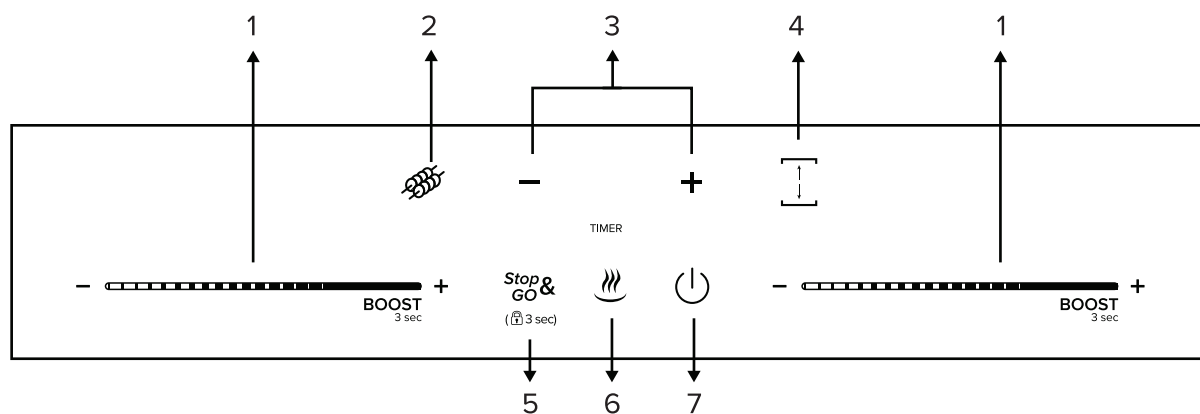 1 2 3 4 1
− +
TIMER
− + Stop & GO − +
BOOST
3 sec
( 3 sec)
BOOST
3 sec
5 6 7